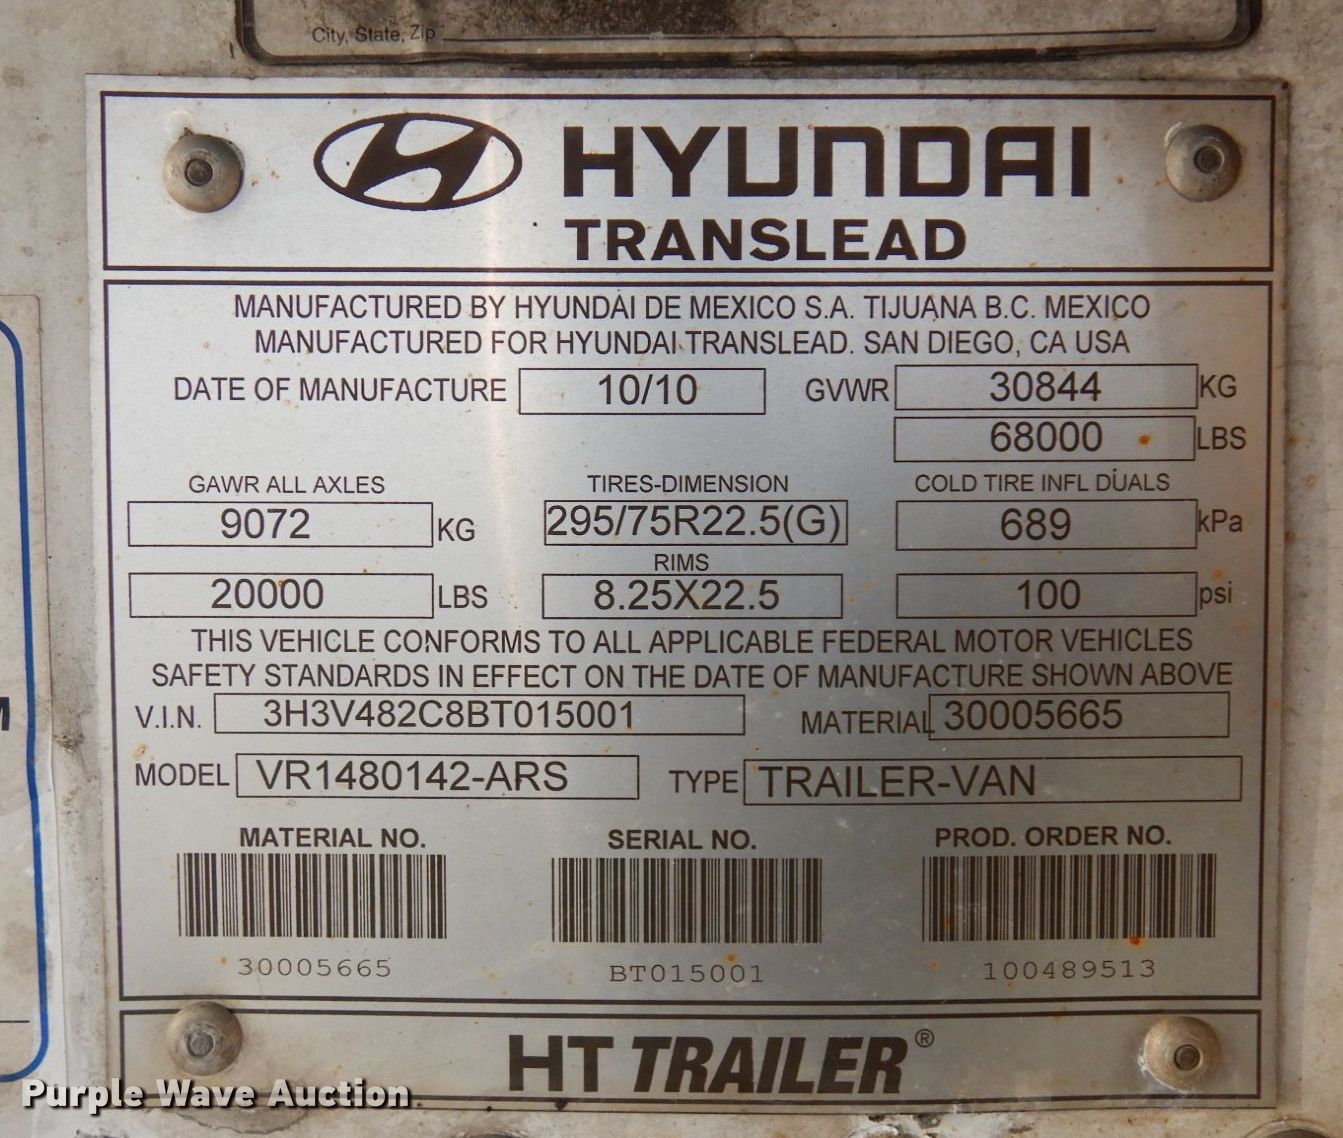 City, State, Zip
HYUNDAI
TRANSLEAD
MANUFACTURED BY HYUNDAI DE MEXICO S.A. TIJUANA B.C. MEXICO
MANUFACTURED FOR HYUNDAI TRANSLEAD. SAN DIEGO, CA USA
DATE OF MANUFACTURE 10/10 GVWR 30844 KG
68000 LBS
GAWR ALL AXLES TIRES-DIMENSION COLD TIRE INFL DUALS
9072 KG 295/75R22.5(G) 689 kPa
RIMS
20000 LBS 8.25X22.5 100 psi
THIS VEHICLE CONFORMS TO ALL APPLICABLE FEDERAL MOTOR VEHICLES
SAFETY STANDARDS IN EFFECT ON THE DATE OF MANUFACTURE SHOWN ABOVE
V.I.N. 3H3V482C8BT015001 MATERIAL 30005665
MODEL VR1480142-ARS TYPE TRAILER-VAN
MATERIAL NO. SERIAL NO. PROD. ORDER NO.
30005665 BT015001 100489513
HT TRAILER®
Purple Wave Auction